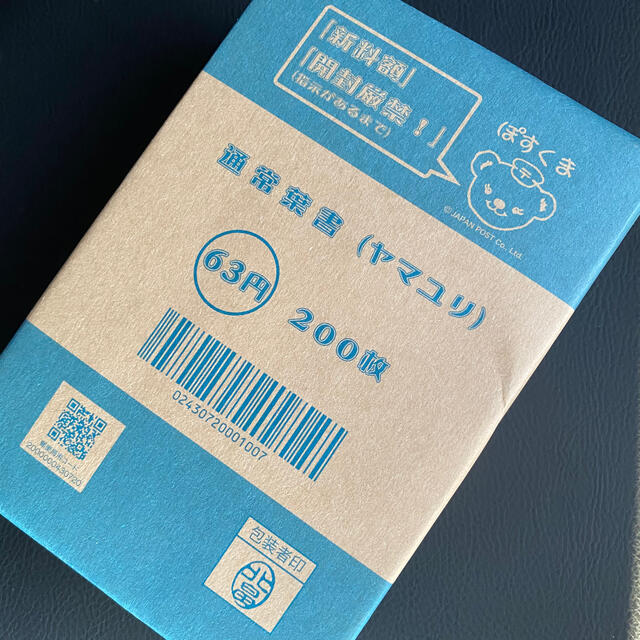 「新料額」
「開封厳禁！」
(指示があるまで)
ぽすくま
© JAPAN POST Co., Ltd.
通常葉書（ヤマユリ）
63円
200枚
02430720001007
200000430720
包装者印